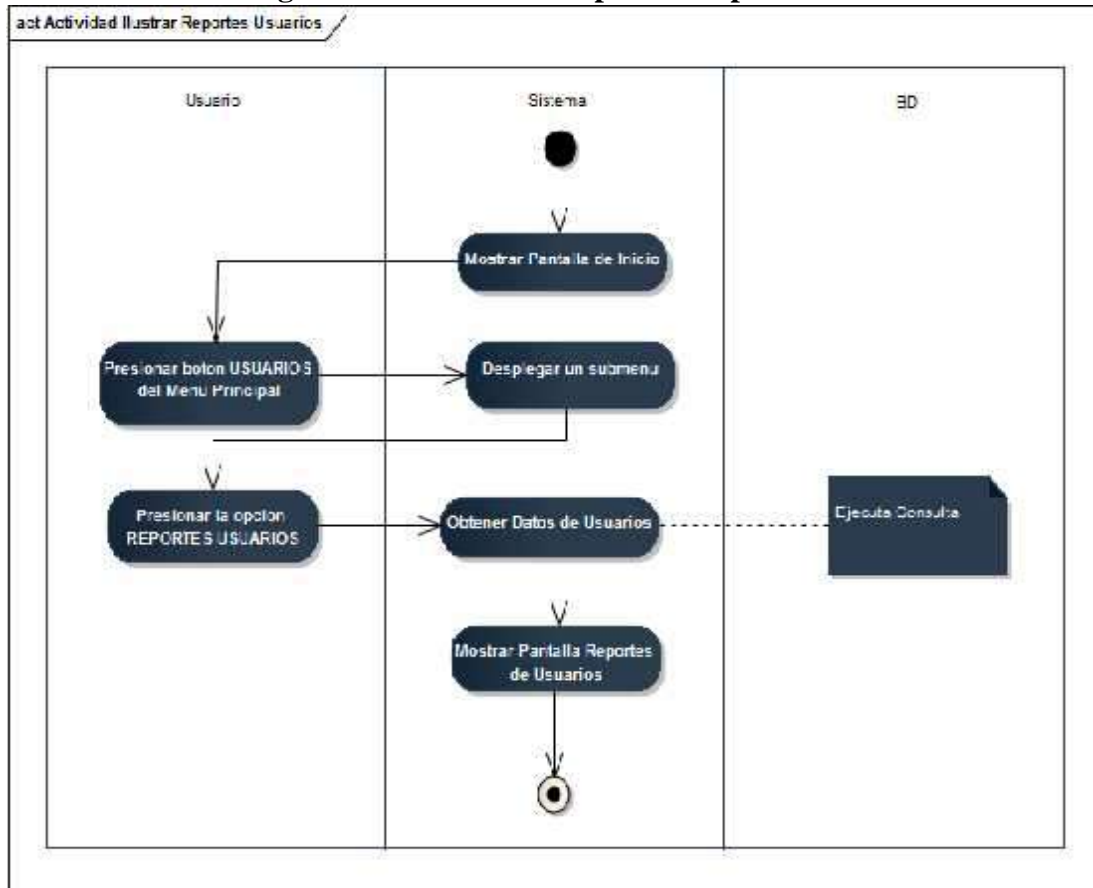 act Actividad Ilustrar Reportes Usuarios
Usuario
Sistema
BD
Mostrar Pantalla de Inicio
Presionar boton USUARIOS
del Menu Principal
Desplegar un submenu
Presionar la opcion
REPORTES USUARIOS
Obtener Datos de Usuarios
Ejecuta Consulta
Mostrar Pantalla Reportes
de Usuarios